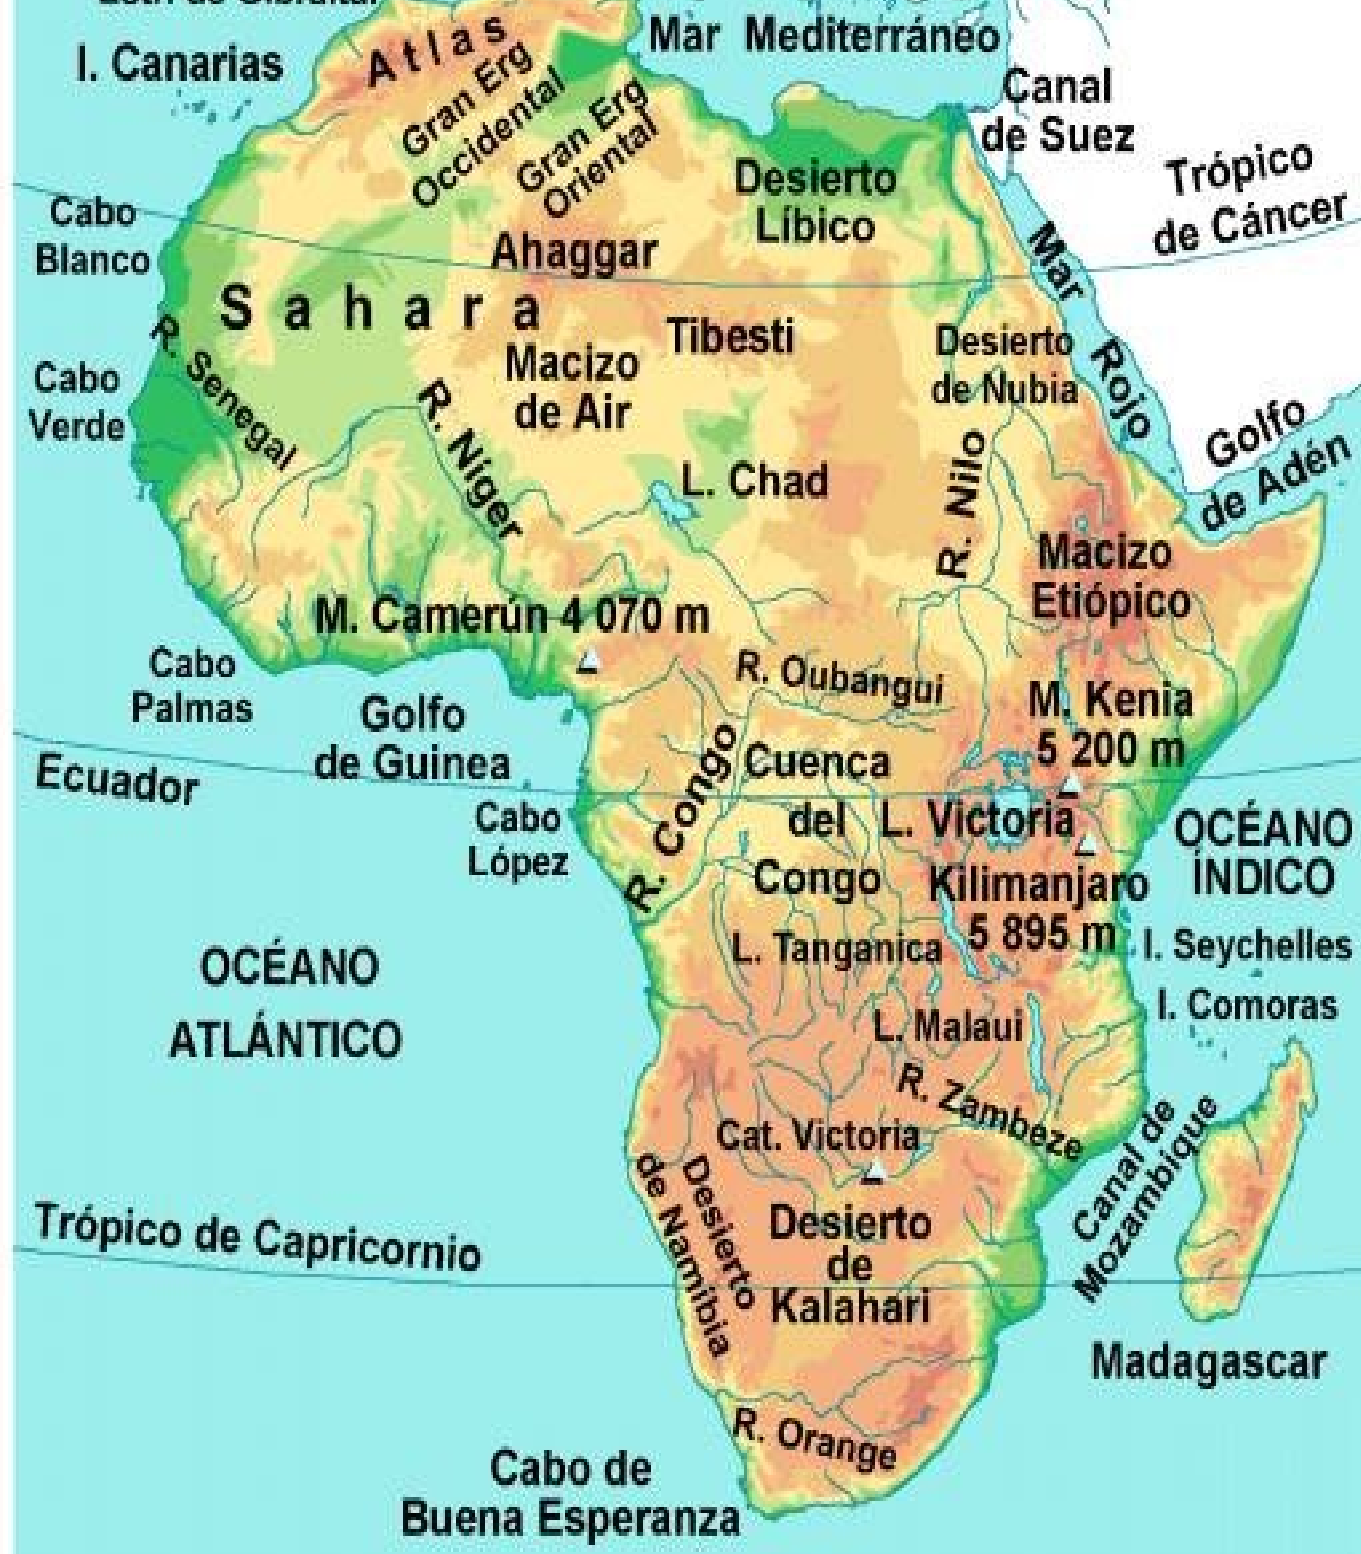 Estr. de Gibraltar
I. Canarias
Atlas
Mar Mediterráneo
Gran Erg
Occidental
Gran Erg
Oriental
Canal
de Suez
Desierto
Líbico
Trópico
de Cáncer
Cabo
Blanco
Ahaggar
Mar Rojo
Sahara
Tibesti
Macizo
de Air
Desierto
de Nubia
R. Senegal
Cabo
Verde
R. Níger
L. Chad
R. Nilo
Golfo
de Adén
Macizo
Etiópico
M. Camerún 4 070 m
Cabo
Palmas
R. Oubangui
Golfo
de Guinea
M. Kenia
5 200 m
Ecuador
R. Congo
Cuenca
del
Congo
L. Victoria
Cabo
López
OCÉANO
ÍNDICO
Kilimanjaro
5 895 m
L. Tanganica
I. Seychelles
OCÉANO
ATLÁNTICO
I. Comoras
L. Malaui
R. Zambeze
Cat. Victoria
Canal de
Mozambique
Desierto
de Namibia
Trópico de Capricornio
Desierto
de
Kalahari
Madagascar
R. Orange
Cabo de
Buena Esperanza